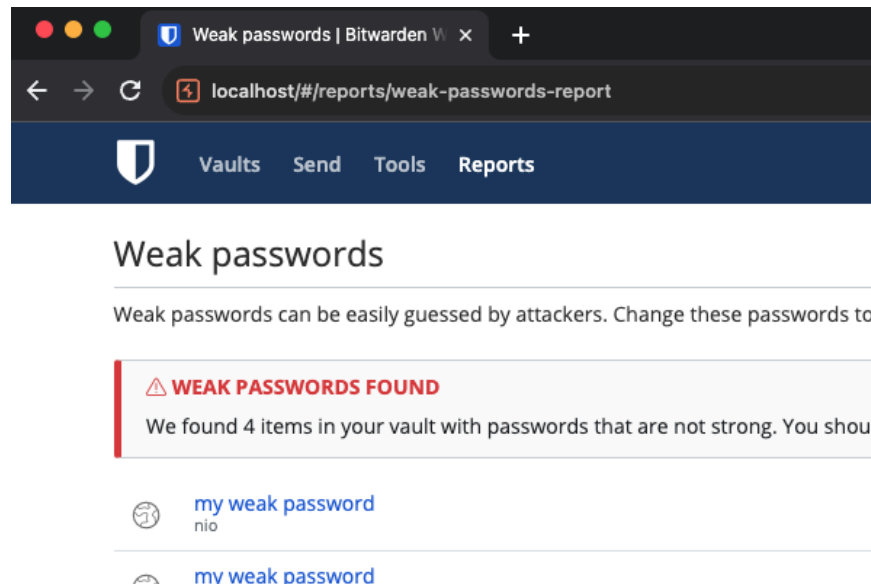 Weak passwords | Bitwarden W
localhost/#/reports/weak-passwords-report
Vaults Send Tools Reports
Weak passwords
Weak passwords can be easily guessed by attackers. Change these passwords to
WEAK PASSWORDS FOUND
We found 4 items in your vault with passwords that are not strong. You shou
my weak password
nio
my weak password